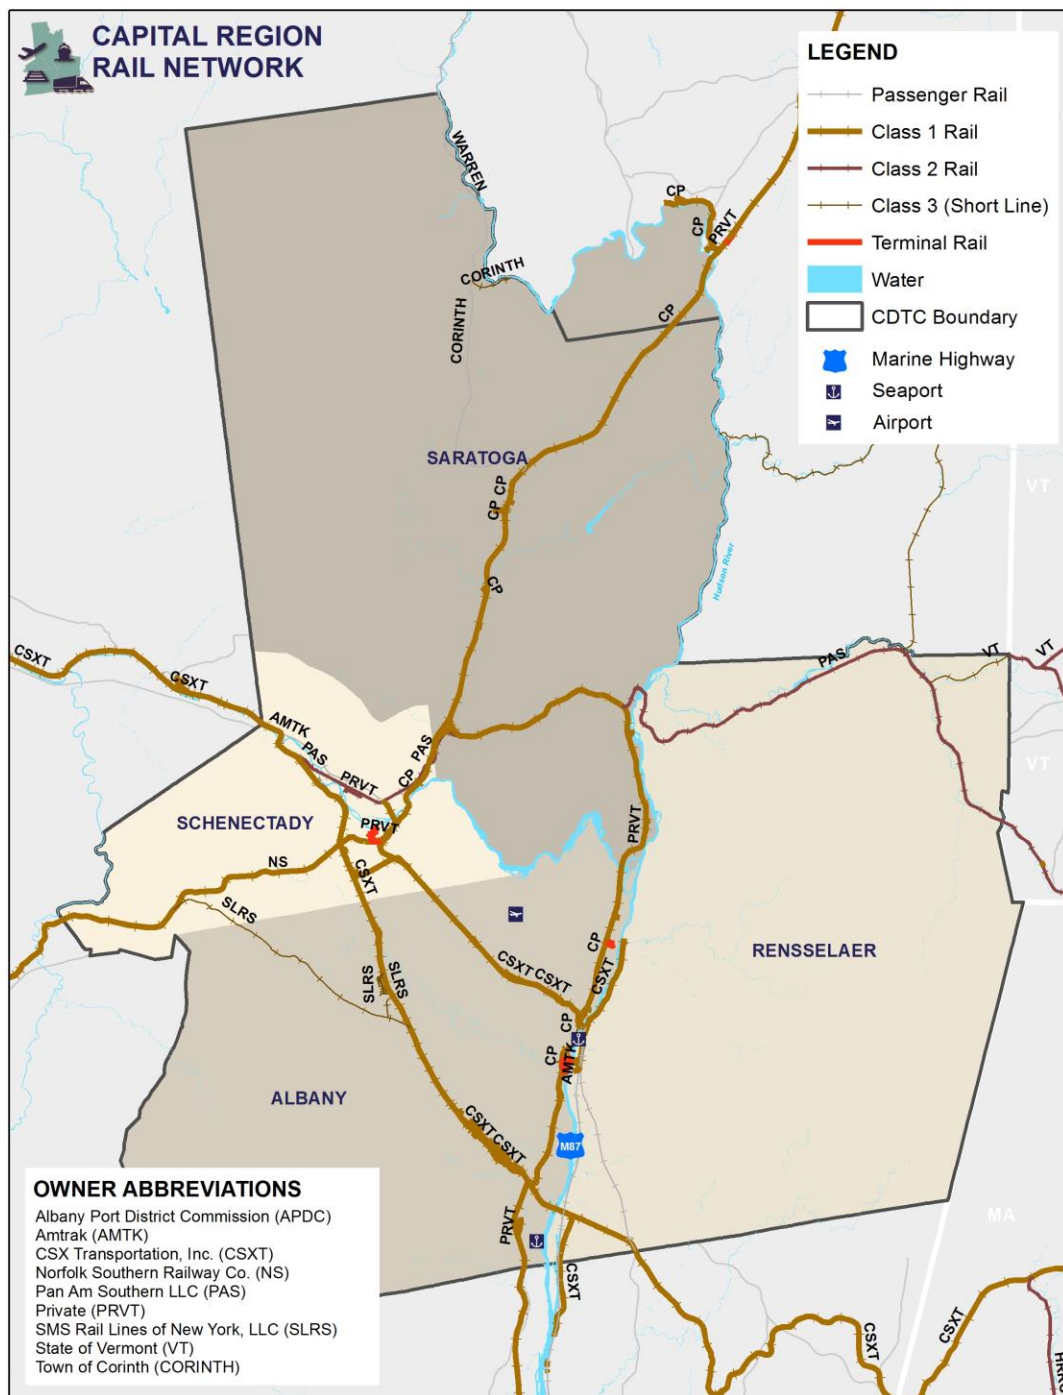 CAPITAL REGION
RAIL NETWORK
LEGEND
Passenger Rail
Class 1 Rail
Class 2 Rail
Class 3 (Short Line)
Terminal Rail
Water
CDTC Boundary
Marine Highway
Seaport
Airport
WARREN
CP
CP
PRVT
CORINTH
CORINTH
CP
SARATOGA
CP
CP
VT
CP
Hudson River
CSXT
CSXT
PAS
VT
VT
AMTK
PAS
PAS
VT
PRVT
CP
SCHENECTADY
PRVT
PRVT
NS
CSXT
SLRS
CP
CSXT
RENSSELAER
SLRS
SLRS
CSXT
CSXT
CP
CP
AMTK
ALBANY
CSXT
CSXT
M87
PRVT
MA
CSXT
CSXT
CSXT
OWNER ABBREVIATIONS
Albany Port District Commission (APDC)
Amtrak (AMTK)
CSX Transportation, Inc. (CSXT)
Norfolk Southern Railway Co. (NS)
Pan Am Southern LLC (PAS)
Private (PRVT)
SMS Rail Lines of New York, LLC (SLRS)
State of Vermont (VT)
Town of Corinth (CORINTH)